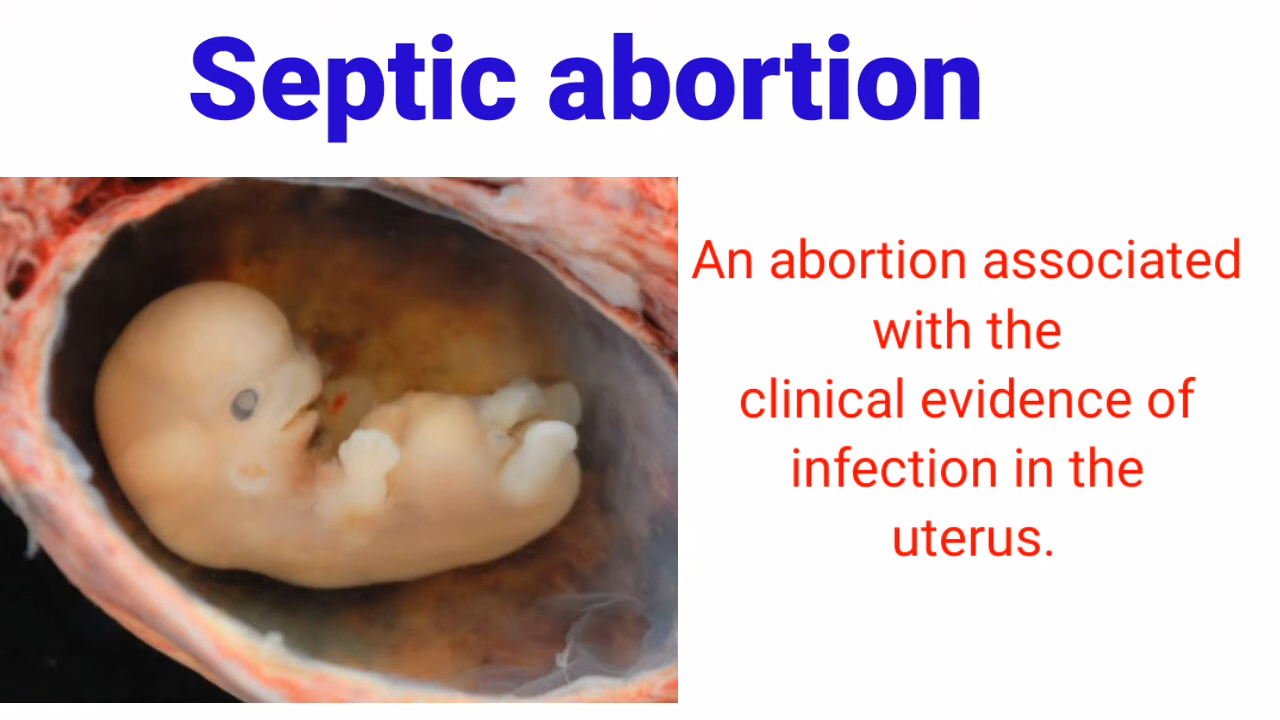 Septic abortion
An abortion associated
with the
clinical evidence of
infection in the
uterus.